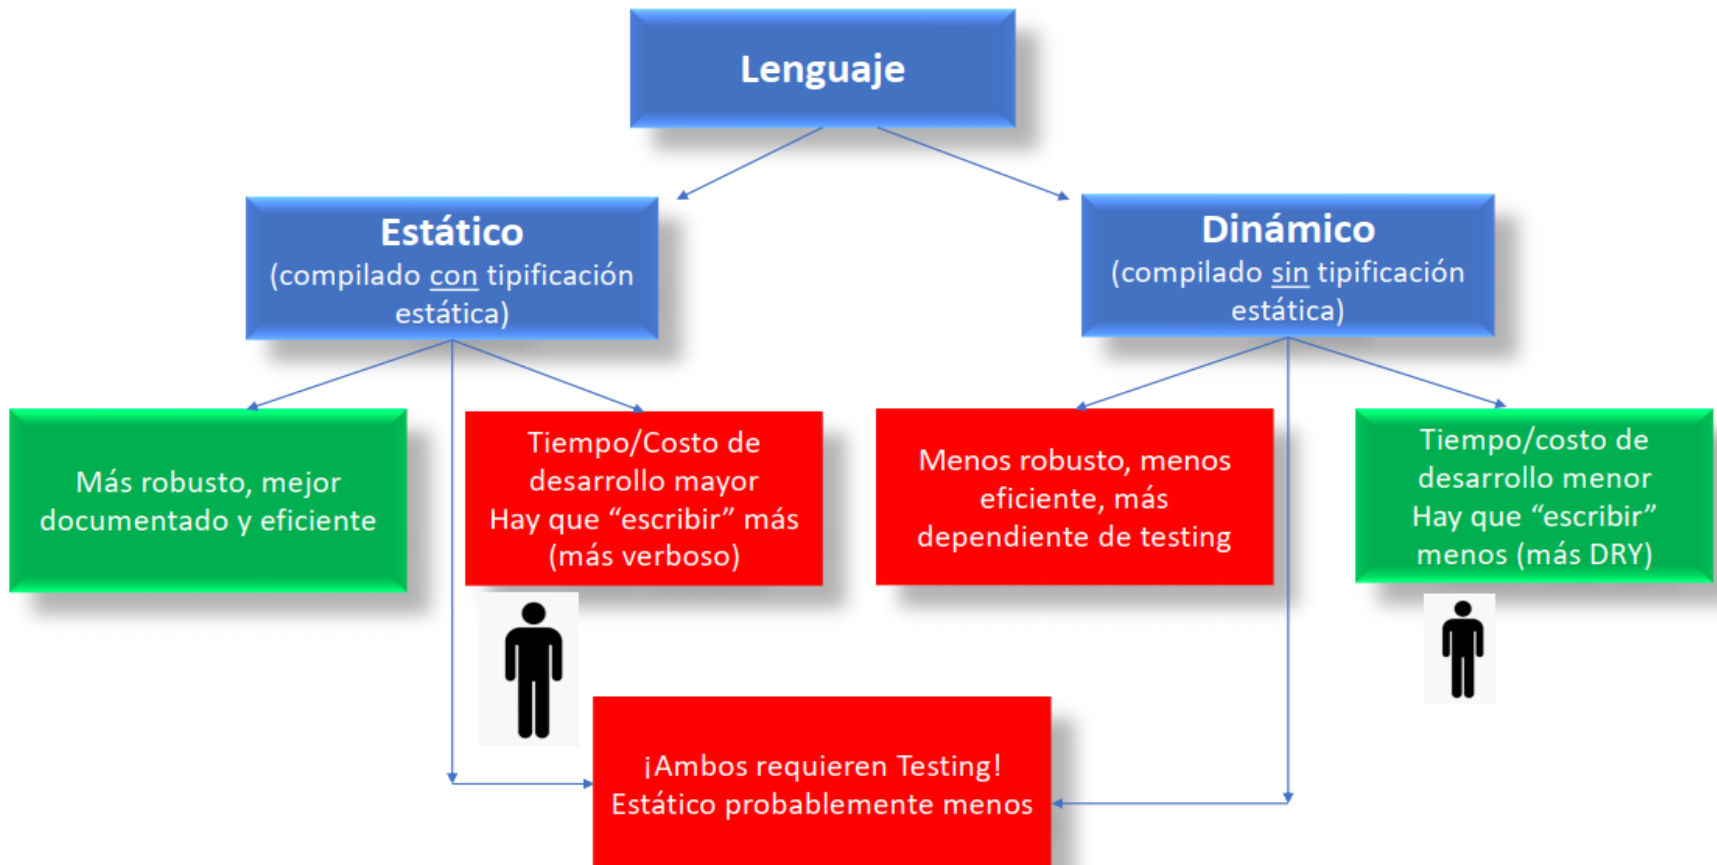 Lenguaje
Estático
(compilado con tipificación
estática)
Dinámico
(compilado sin tipificación
estática)
Más robusto, mejor
documentado y eficiente
Tiempo/Costo de
desarrollo mayor
Hay que “escribir” más
(más verboso)
Menos robusto, menos
eficiente, más
dependiente de testing
Tiempo/costo de
desarrollo menor
Hay que “escribir”
menos (más DRY)
¡Ambos requieren Testing!
Estático probablemente menos